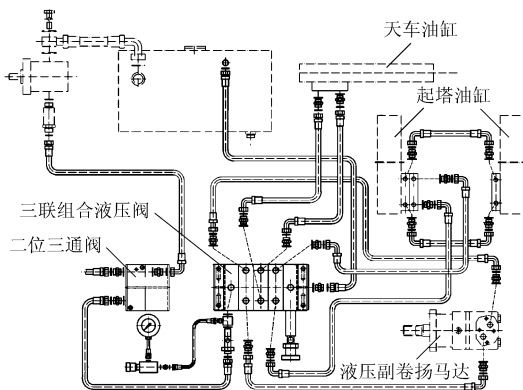 天车油缸
起塔油缸
三联组合液压阀
二位三通阀
液压副卷扬马达